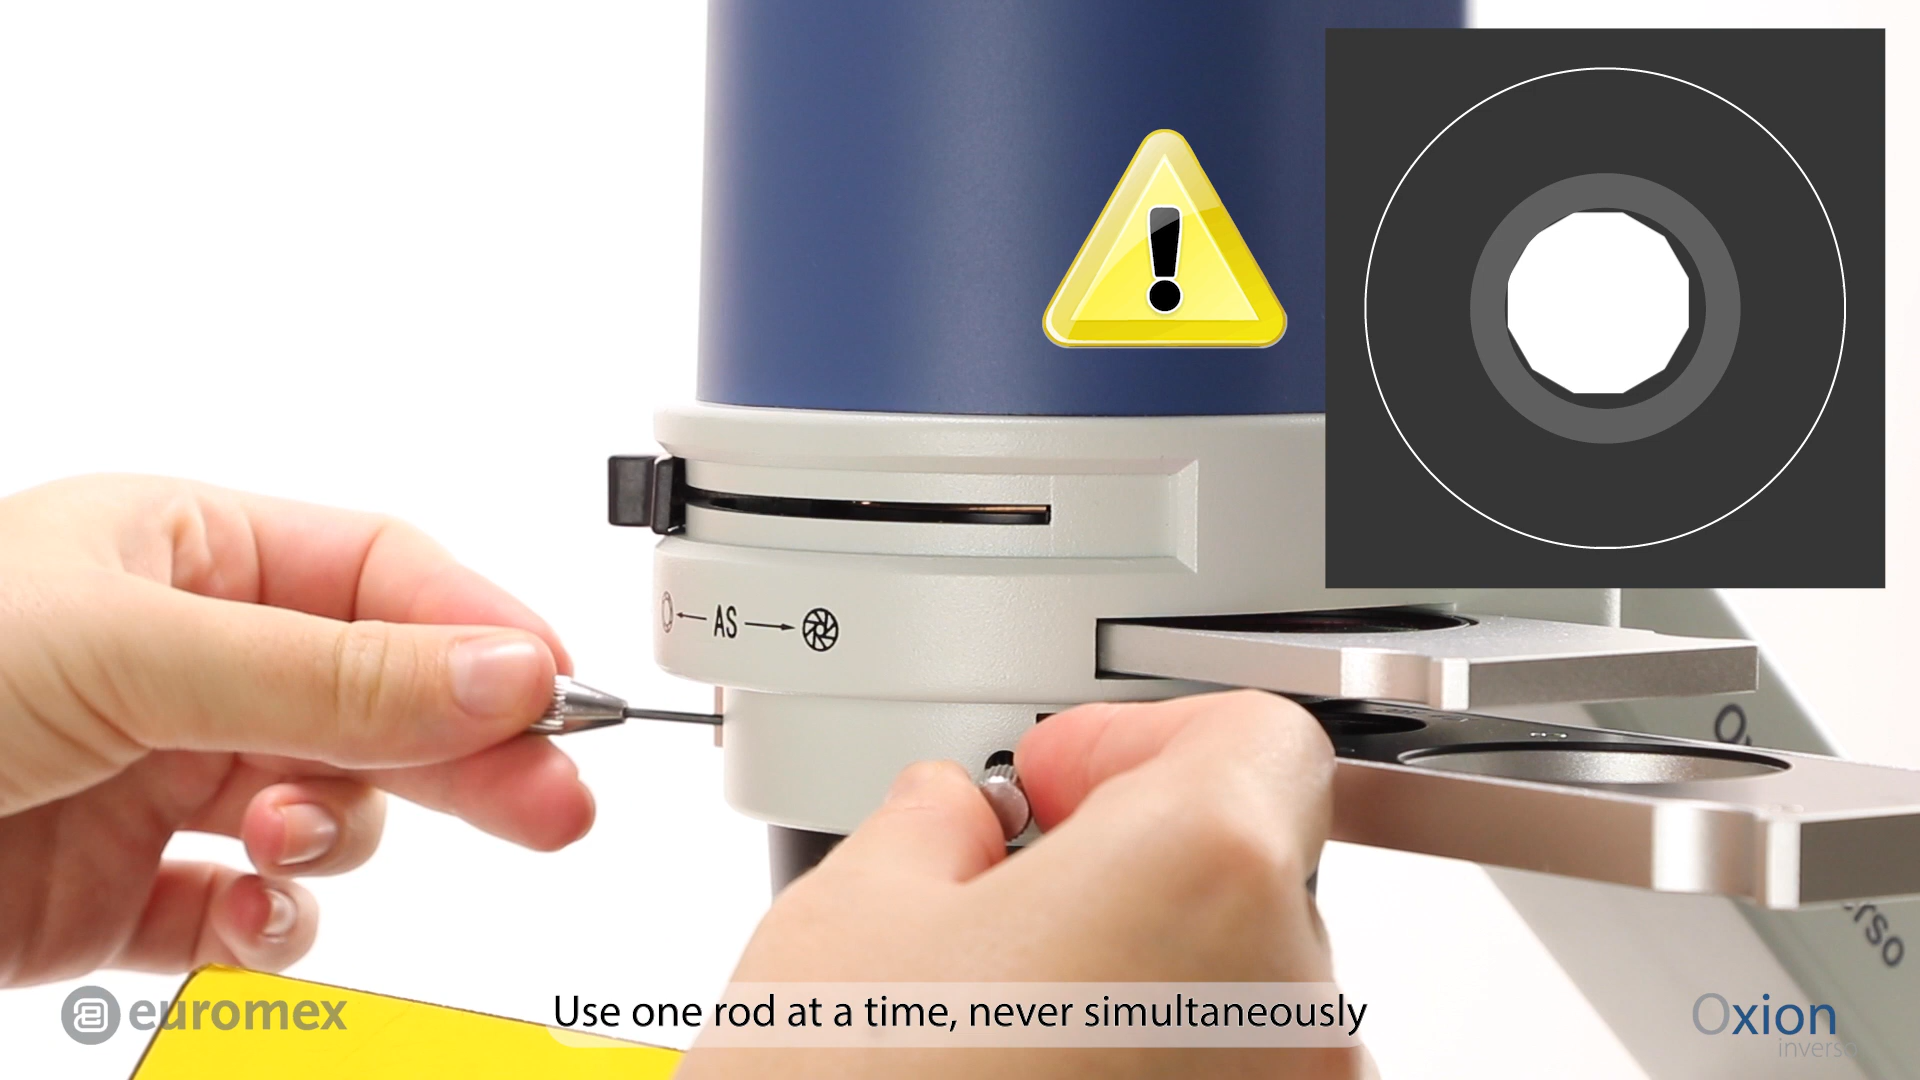 AS
euromex
Use one rod at a time, never simultaneously
Oxion
inverso